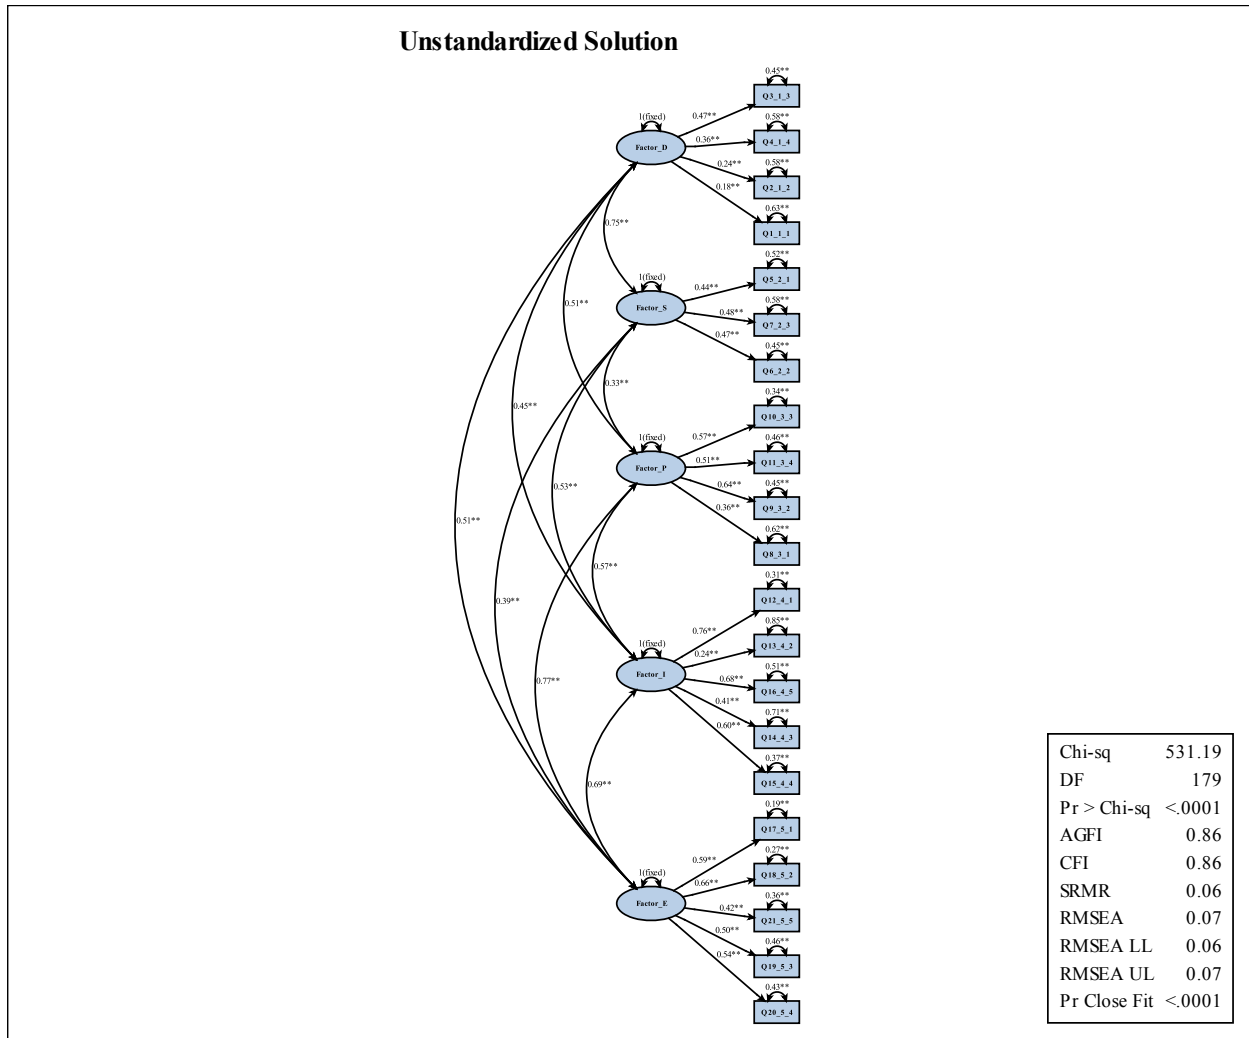 Unstandardized Solution
0.45**
Q3_1_3
0.47**
1(fixed)
0.58**
Factor_D
0.36**
Q4_1_4
0.24**
0.58**
Q2_1_2
0.18**
0.63**
Q1_1_1
0.75**
0.52**
1(fixed)
Q5_2_1
0.44**
Factor_S
0.48**
0.58**
Q7_2_3
0.47**
0.45**
Q6_2_2
0.51**
0.33**
0.34**
Q10_3_3
0.45**
1(fixed)
0.57**
0.46**
Factor_P
0.51**
Q11_3_4
0.64**
0.45**
Q9_3_2
0.53**
0.36**
0.62**
0.51**
Q8_3_1
0.57**
0.31**
Q12_4_1
0.39**
0.76**
0.85**
1(fixed)
0.24**
Q13_4_2
Factor_I
0.68**
0.51**
Q16_4_5
0.77**
0.41**
0.71**
0.60**
Q14_4_3
0.37**
Q15_4_4
0.69**
0.19**
Q17_5_1
0.59**
0.27**
1(fixed)
0.66**
Q18_5_2
Factor_E
0.42**
0.36**
Q21_5_5
0.50**
0.46**
0.54**
Q19_5_3
0.43**
Q20_5_4
Chi-sq 531.19
DF 179
Pr > Chi-sq <.0001
AGFI 0.86
CFI 0.86
SRMR 0.06
RMSEA 0.07
RMSEA LL 0.06
RMSEA UL 0.07
Pr Close Fit <.0001